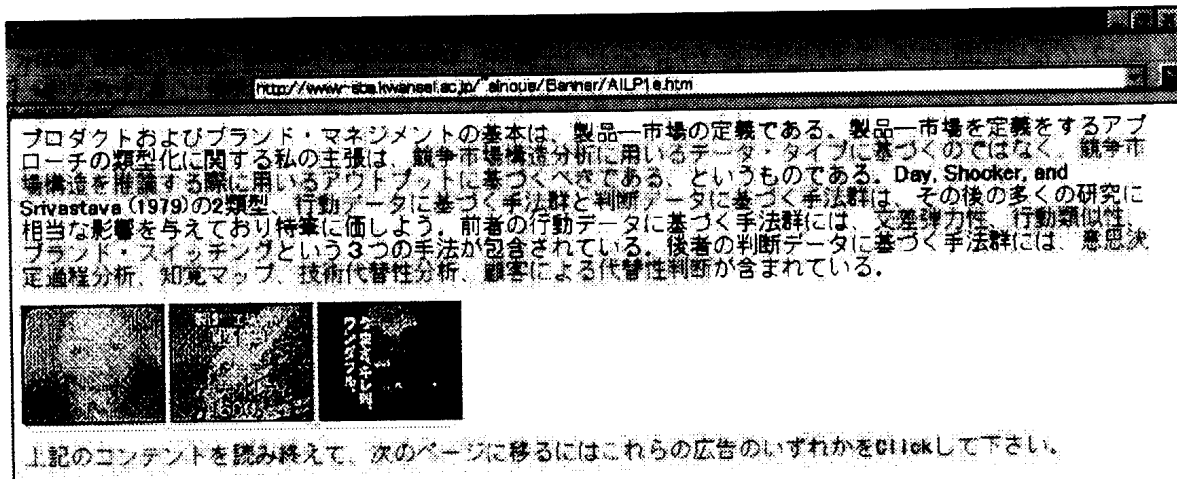 http://www-sba.kwansei.ac.jp/~ainoue/Banner/AILP1e.htm
プロダクトおよびブランド・マネジメントの基本は、製品―市場の定義である。製品―市場を定義をするアプ
ローチの類型化に関する私の主張は、競争市場構造分析に用いるデータ・タイプに基づくのではなく、競争市
場構造を推論する際に用いるアウトプットに基づくべきである、というものである。Day, Shocker, and
Srivastava (1979)の2類型、行動データに基づく手法群と判断データに基づく手法群は、その後の多くの研究に
相当な影響を与えており特筆に価しよう。前者の行動データに基づく手法群には、交差弾力性、行動類似性、
ブランド・スイッチングという３つの手法が包含されている。後者の判断データに基づく手法群には、意思決
定過程分析、知覚マップ、技術代替性分析、顧客による代替性判断が含まれている。
ワンダフル。
上記のコンテントを読み終えて、次のページに移るにはこれらの広告のいずれかをClickして下さい。